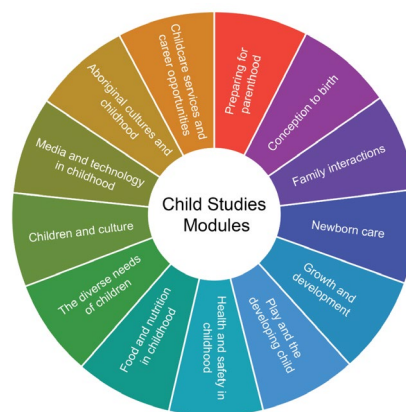 Child Studies
Modules
Preparing for
parenthood
Conception to birth
Family interactions
Newborn care
Growth and
development
Play and the
developing child
Health and safety in
childhood
Food and nutrition
in childhood
The diverse needs
of children
Children and culture
Media and technology
in childhood
Aboriginal cultures and
childhood
Childcare services and
career opportunities